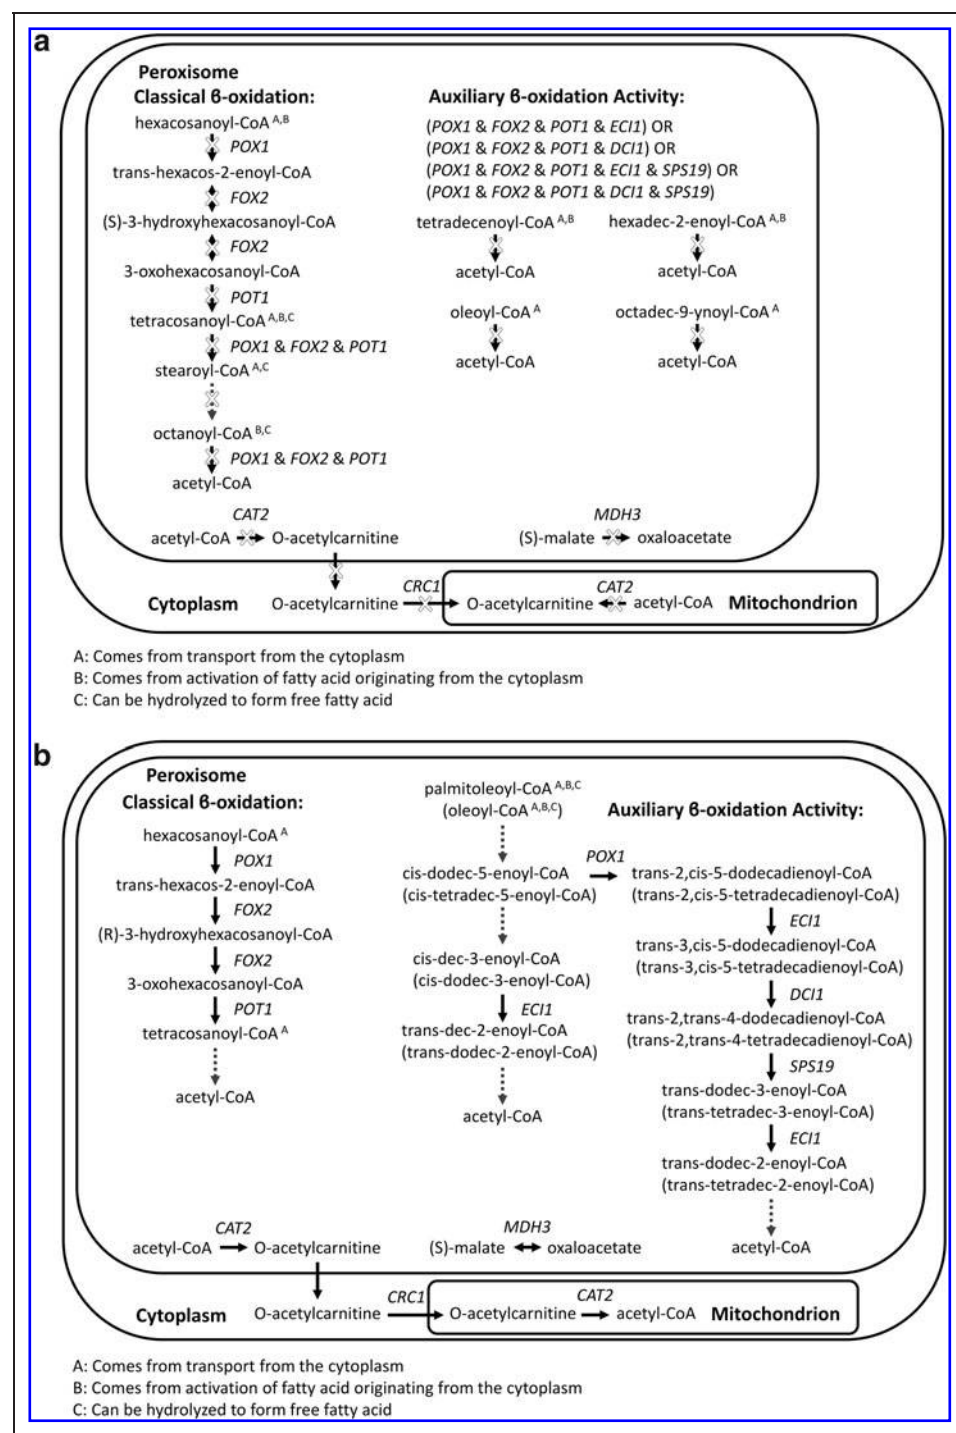 a
Peroxisome
Classical β-oxidation:
hexacosanoyl-CoA A,B
POX1
trans-hexacos-2-enoyl-CoA
FOX2
(S)-3-hydroxyhexacosanoyl-CoA
FOX2
3-oxohexacosanoyl-CoA
POT1
tetracosanoyl-CoA A,B,C
POX1 & FOX2 & POT1
stearoyl-CoA A,C
octanoyl-CoA B,C
POX1 & FOX2 & POT1
acetyl-CoA
Auxiliary β-oxidation Activity:
(POX1 & FOX2 & POT1 & ECI1) OR
(POX1 & FOX2 & POT1 & DCI1) OR
(POX1 & FOX2 & POT1 & ECI1 & SPS19) OR
(POX1 & FOX2 & POT1 & DCI1 & SPS19)
tetradecenoyl-CoA A,B
acetyl-CoA
hexadec-2-enoyl-CoA A,B
acetyl-CoA
oleoyl-CoA A
acetyl-CoA
octadec-9-ynoyl-CoA A
acetyl-CoA
CAT2
acetyl-CoA O-acetylcarnitine
MDH3
(S)-malate oxaloacetate
Cytoplasm O-acetylcarnitine CRC1 O-acetylcarnitine CAT2 acetyl-CoA Mitochondrion
A: Comes from transport from the cytoplasm
B: Comes from activation of fatty acid originating from the cytoplasm
C: Can be hydrolyzed to form free fatty acid
b
Peroxisome
Classical β-oxidation:
hexacosanoyl-CoA A
POX1
trans-hexacos-2-enoyl-CoA
FOX2
(R)-3-hydroxyhexacosanoyl-CoA
FOX2
3-oxohexacosanoyl-CoA
POT1
tetracosanoyl-CoA A
acetyl-CoA
palmitoleoyl-CoA A,B,C
(oleoyl-CoA A,B,C)
cis-dodec-5-enoyl-CoA
(cis-tetradec-5-enoyl-CoA)
cis-dec-3-enoyl-CoA
(cis-dodec-3-enoyl-CoA)
ECI1
trans-dec-2-enoyl-CoA
(trans-dodec-2-enoyl-CoA)
acetyl-CoA
Auxiliary β-oxidation Activity:
POX1
trans-2,cis-5-dodecadienoyl-CoA
(trans-2,cis-5-tetradecadienoyl-CoA)
ECI1
trans-3,cis-5-dodecadienoyl-CoA
(trans-3,cis-5-tetradecadienoyl-CoA)
DCI1
trans-2,trans-4-dodecadienoyl-CoA
(trans-2,trans-4-tetradecadienoyl-CoA)
SPS19
trans-dodec-3-enoyl-CoA
(trans-tetradec-3-enoyl-CoA)
ECI1
trans-dodec-2-enoyl-CoA
(trans-tetradec-2-enoyl-CoA)
acetyl-CoA
CAT2
acetyl-CoA O-acetylcarnitine
MDH3
(S)-malate oxaloacetate
Cytoplasm O-acetylcarnitine CRC1 O-acetylcarnitine CAT2 acetyl-CoA Mitochondrion
A: Comes from transport from the cytoplasm
B: Comes from activation of fatty acid originating from the cytoplasm
C: Can be hydrolyzed to form free fatty acid